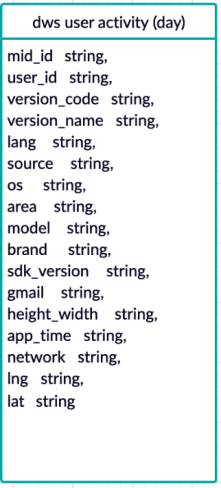 dws user activity (day)
mid_id string,
user_id string,
version_code string,
version_name string,
lang string,
source string,
os string,
area string,
model string,
brand string,
sdk_version string,
gmail string,
height_width string,
app_time string,
network string,
lng string,
lat string